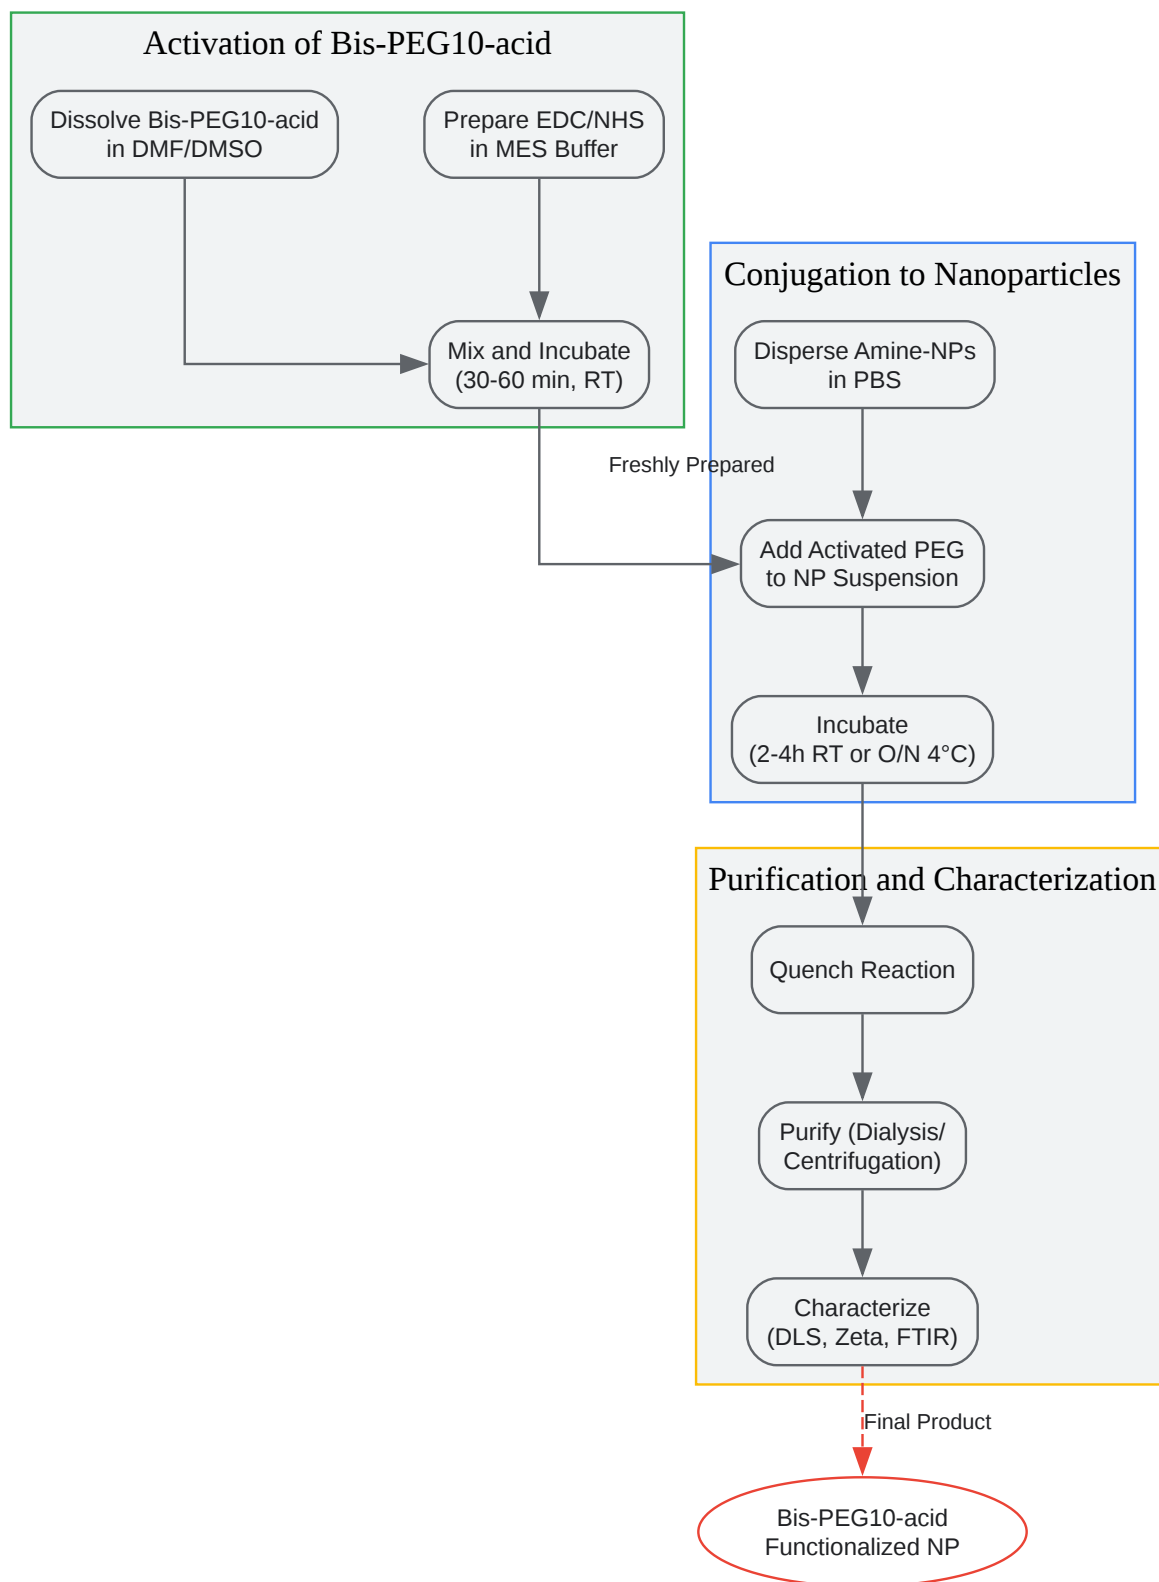 Activation of Bis-PEG10-acid
Dissolve Bis-PEG10-acid
in DMF/DMSO
Prepare EDC/NHS
in MES Buffer
Mix and Incubate
(30-60 min, RT)
Freshly Prepared
Conjugation to Nanoparticles
Disperse Amine-NPs
in PBS
Add Activated PEG
to NP Suspension
Incubate
(2-4h RT or O/N 4°C)
Purification and Characterization
Quench Reaction
Purify (Dialysis/
Centrifugation)
Characterize
(DLS, Zeta, FTIR)
Final Product
Bis-PEG10-acid
Functionalized NP